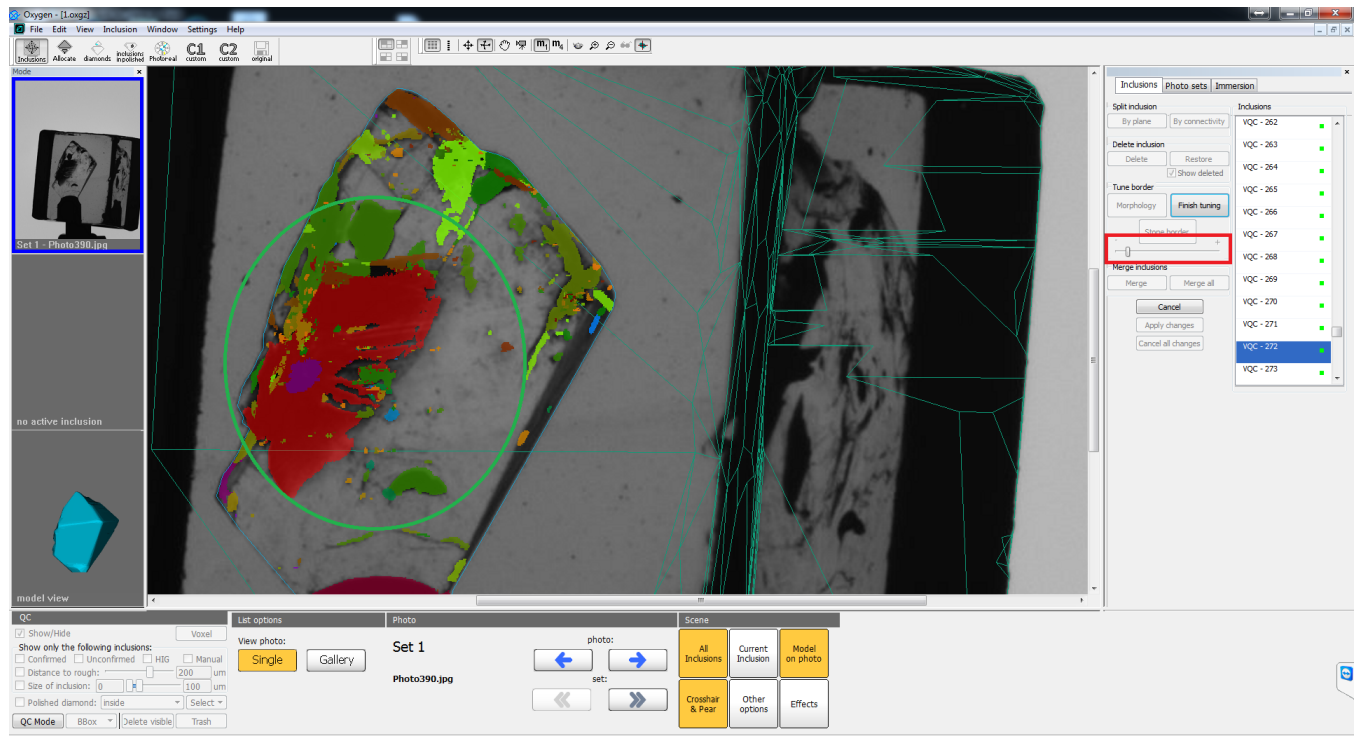 Oxygen - [1.oxgz]
File Edit View Inclusion Window Settings Help
Inclusions Allocate diamonds inclusions inpolished Photoreal C1 custom C2 custom original
m1 m6
Mode
Set 1 - Photo390.jpg
no active inclusion
model view
Inclusions Photo sets Immersion
Split inclusion
By plane By connectivity
Delete inclusion
Delete Restore
Show deleted
Tune border
Morphology Finish tuning
Stone border
- +
Merge inclusions
Merge Merge all
Cancel
Apply changes
Cancel all changes
Inclusions
VQC - 262
VQC - 263
VQC - 264
VQC - 265
VQC - 266
VQC - 267
VQC - 268
VQC - 269
VQC - 270
VQC - 271
VQC - 272
VQC - 273
QC
Show/Hide Voxel
Show only the following inclusions:
Confirmed Unconfirmed HIG Manual
Distance to rough: 200 um
Size of inclusion: 0 100 um
Polished diamond: inside Select
QC Mode BBox Delete visible Trash
List options
View photo:
Single Gallery
Photo
Set 1
photo:
Photo390.jpg
set:
Scene
All Inclusions
Current Inclusion
Model on photo
Crosshair & Pear
Other options
Effects